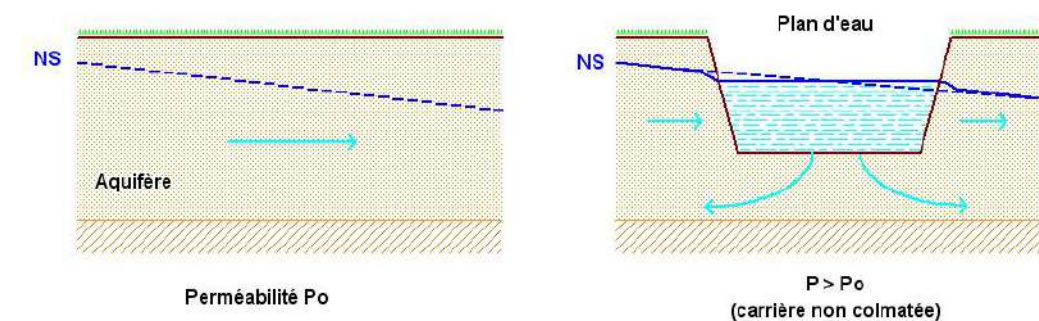 NS
Aquifère
Perméabilité Po
Plan d'eau
NS
P > Po
(carrière non colmatée)